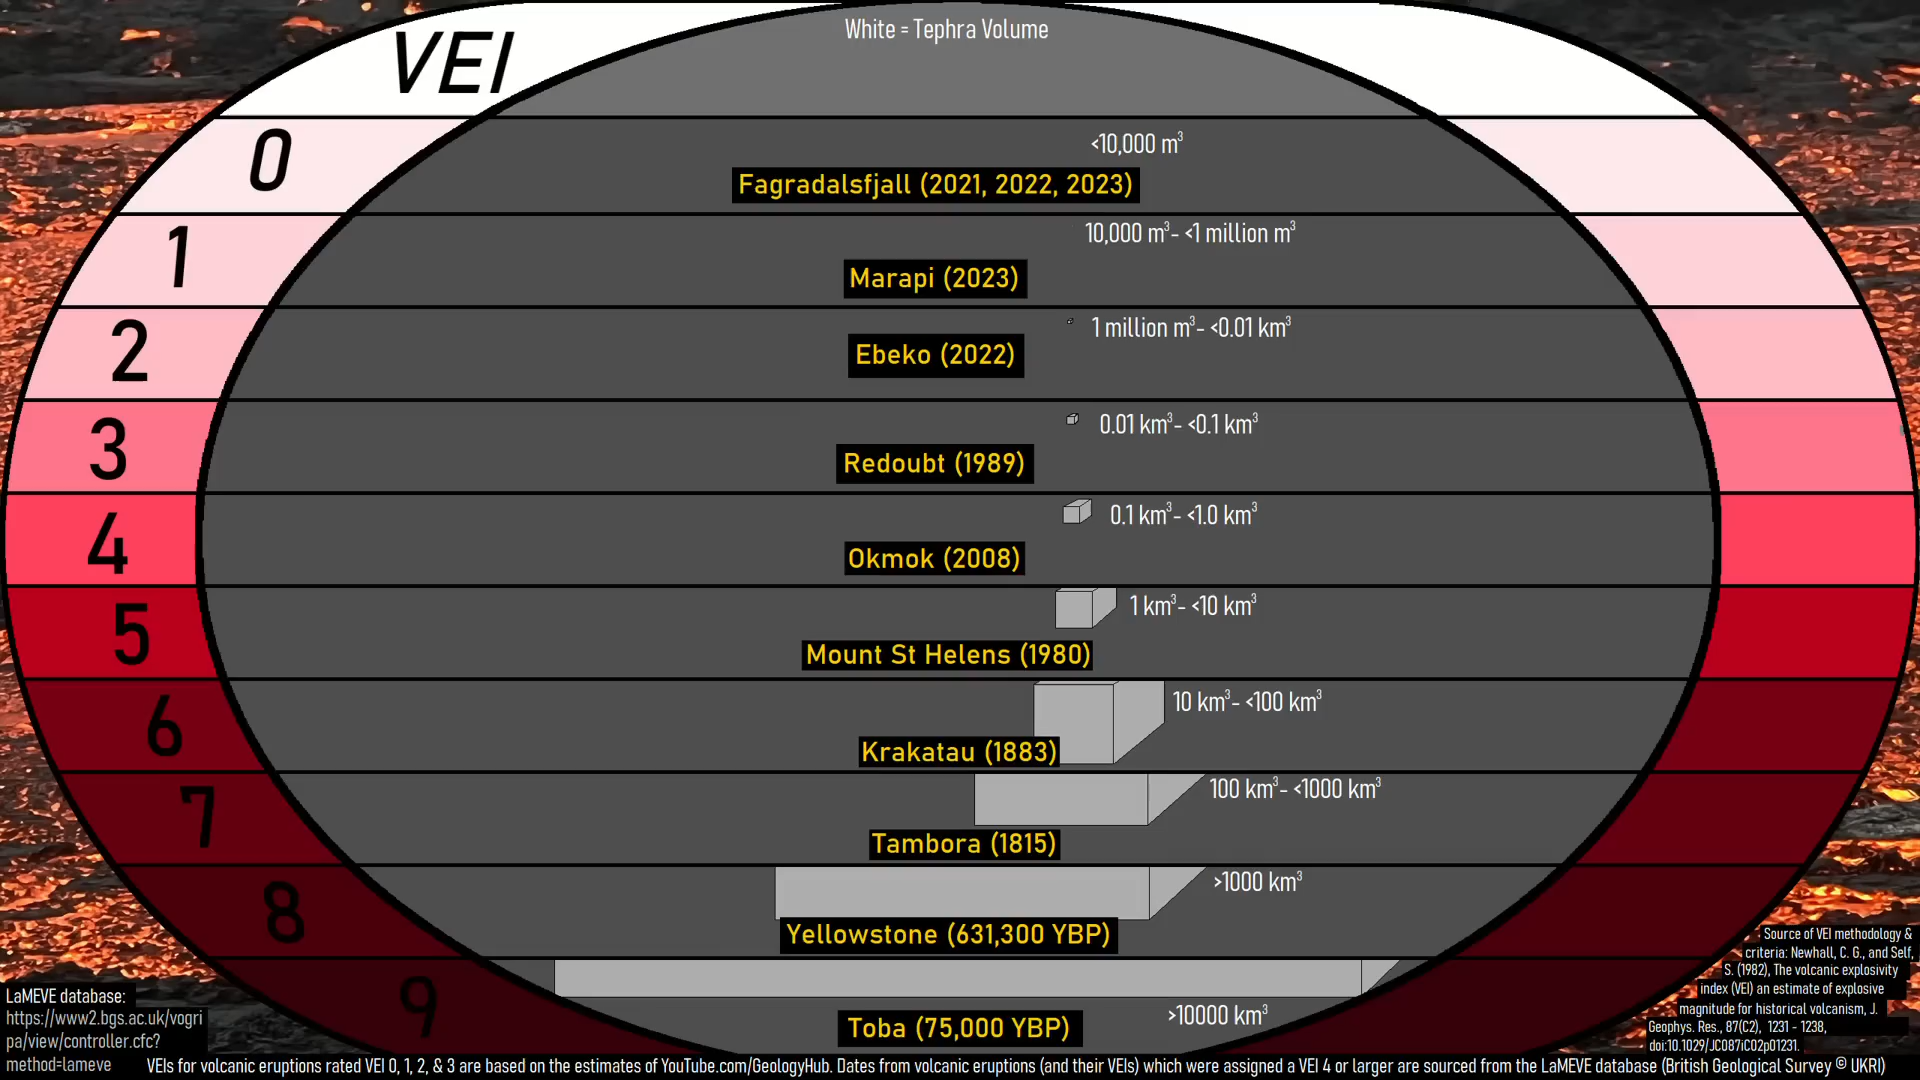 White = Tephra Volume
VEI
0
<10,000 m³
Fagradalsfjall (2021, 2022, 2023)
1
10,000 m³- <1 million m³
Marapi (2023)
2
1 million m³- <0.01 km³
Ebeko (2022)
3
0.01 km³- <0.1 km³
Redoubt (1989)
4
0.1 km³- <1.0 km³
Okmok (2008)
5
1 km³- <10 km³
Mount St Helens (1980)
6
10 km³- <100 km³
Krakatau (1883)
7
100 km³- <1000 km³
Tambora (1815)
8
>1000 km³
Yellowstone (631,300 YBP)
9
>10000 km³
Toba (75,000 YBP)
LaMEVE database:
https://www2.bgs.ac.uk/vogri
pa/view/controller.cfc?
method=lameve
Source of VEI methodology &
criteria: Newhall, C. G., and Self,
S. (1982), The volcanic explosivity
index (VEI) an estimate of explosive
magnitude for historical volcanism, J.
Geophys. Res., 87(C2), 1231 - 1238,
doi:10.1029/JC087iC02p01231.
VEIs for volcanic eruptions rated VEI 0, 1, 2, & 3 are based on the estimates of YouTube.com/GeologyHub. Dates from volcanic eruptions (and their VEIs) which were assigned a VEI 4 or larger are sourced from the LaMEVE database (British Geological Survey © UKRI)